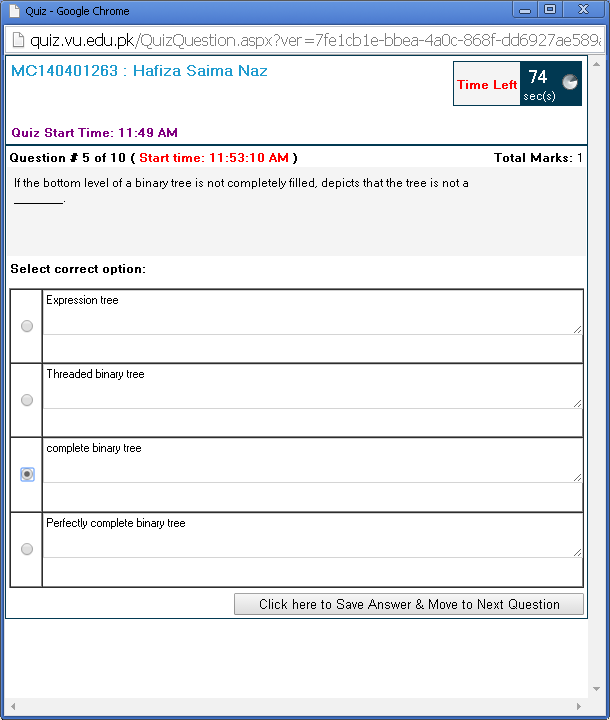 Quiz - Google Chrome
quiz.vu.edu.pk/QuizQuestion.aspx?ver=7fe1cb1e-bbea-4a0c-868f-dd6927ae589a
MC140401263 : Hafiza Saima Naz
Time Left 74 sec(s)
Quiz Start Time: 11:49 AM
Question # 5 of 10 ( Start time: 11:53:10 AM ) Total Marks: 1
If the bottom level of a binary tree is not completely filled, depicts that the tree is not a
________.
Select correct option:
Expression tree
Threaded binary tree
complete binary tree
Perfectly complete binary tree
Click here to Save Answer & Move to Next Question